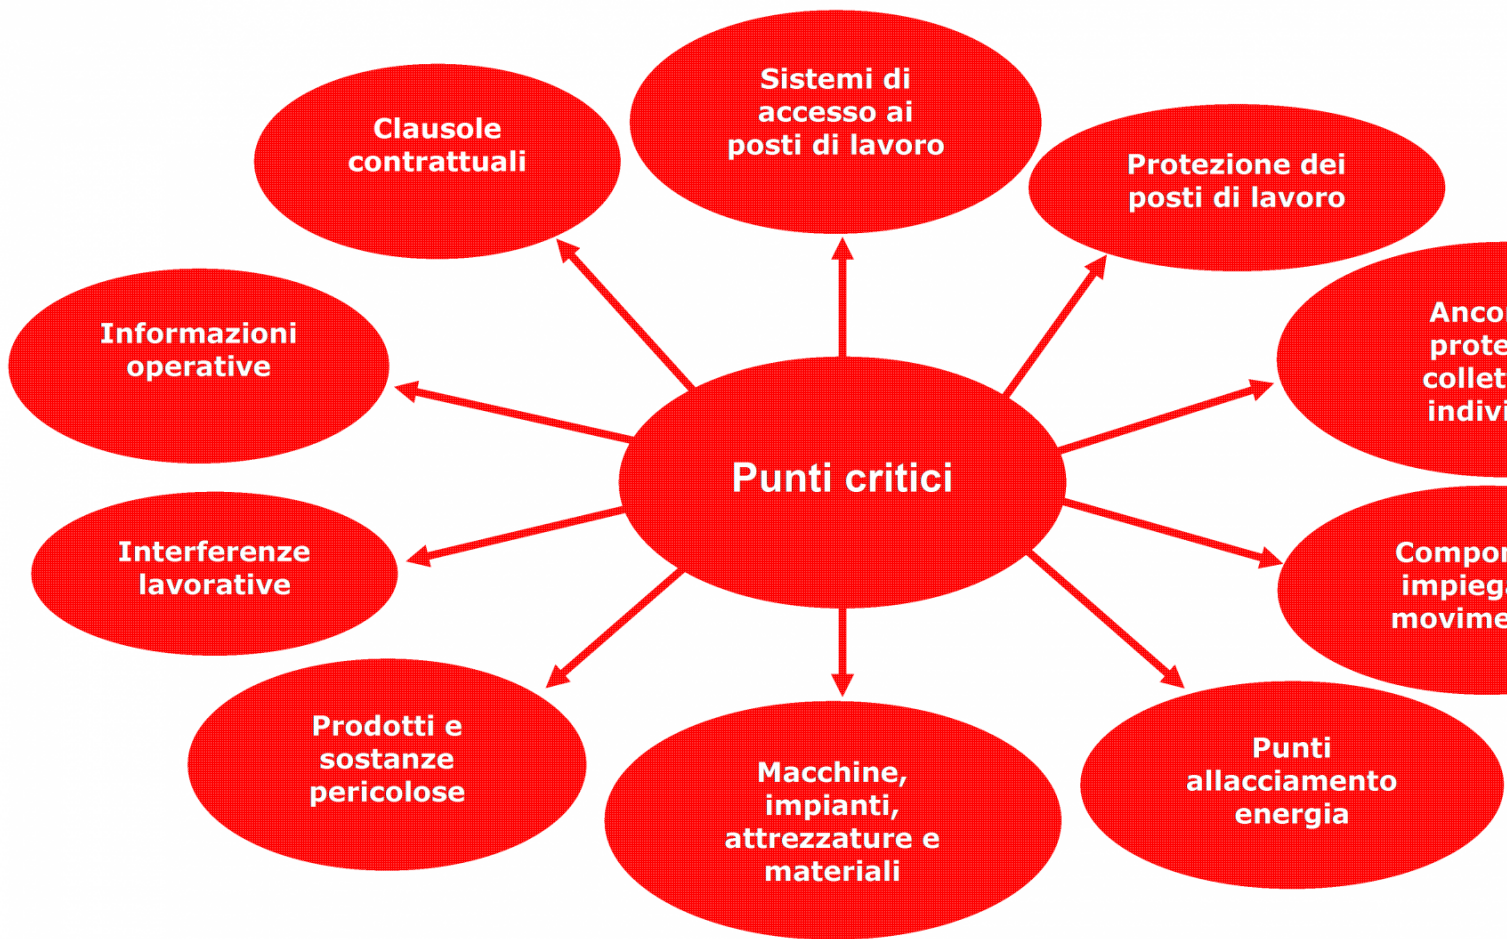 Sistemi di
accesso ai
posti di lavoro
Clausole
contrattuali
Protezione dei
posti di lavoro
Informazioni
operative
Punti critici
Interferenze
lavorative
Prodotti e
sostanze
pericolose
Macchine,
impianti,
attrezzature e
materiali
Punti
allacciamento
energia